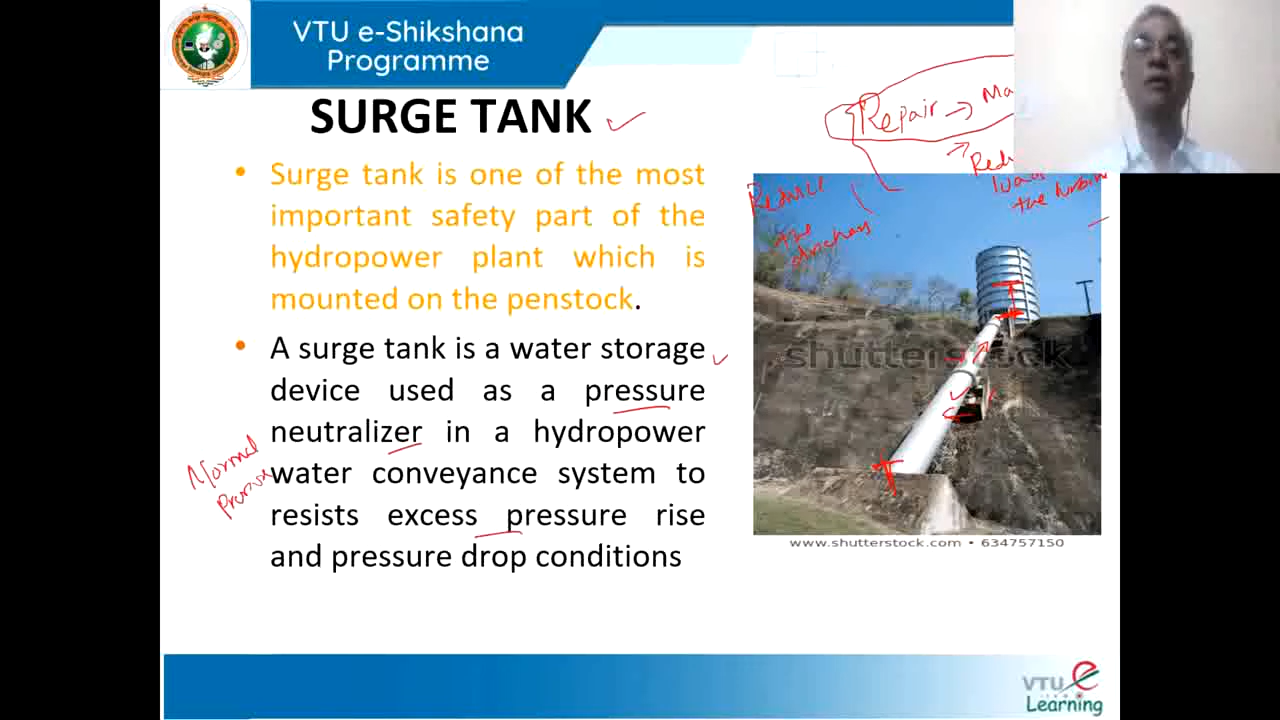 VTU e-Shikshana
Programme
SURGE TANK
Repair → Ma
• Surge tank is one of the most
important safety part of the
hydropower plant which is
mounted on the penstock.
• A surge tank is a water storage
device used as a pressure
neutralizer in a hydropower
water conveyance system to
resists excess pressure rise
and pressure drop conditions
Normal
Reduce
the
the turbine
shutterstock
www.shutterstock.com • 634757150
VTU e
Learning